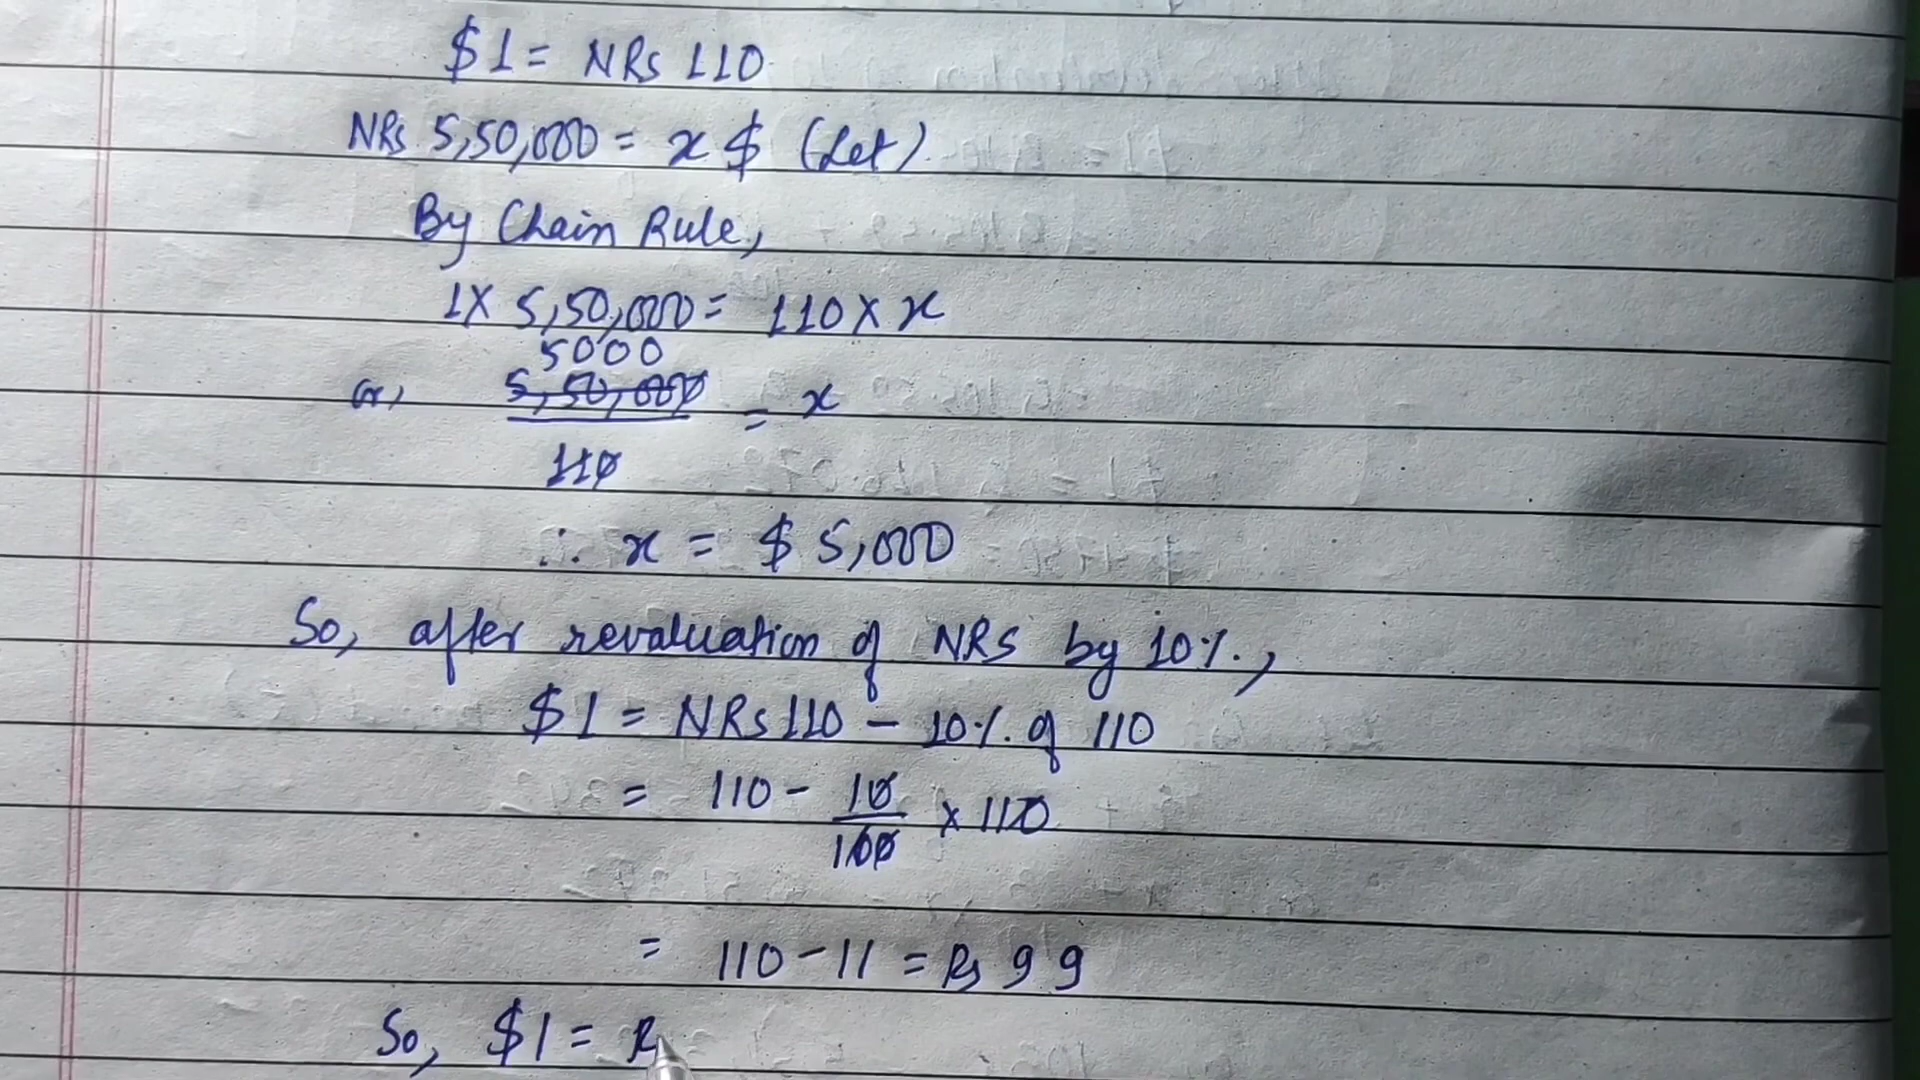 $1 = NRs 110
NRs. 5,50,000 = x $ (Let)
By Chain Rule,
1 X 5,50,000 = 110 X x
5000
or, 5,50,000 / 110 = x
∴ x = $ 5,000
So, after revaluation of NRS by 10%,
$1 = NRs 110 - 10% of 110
= 110 - 10/100 x 110
= 110 - 11 = Rs 99
So, $1 = R